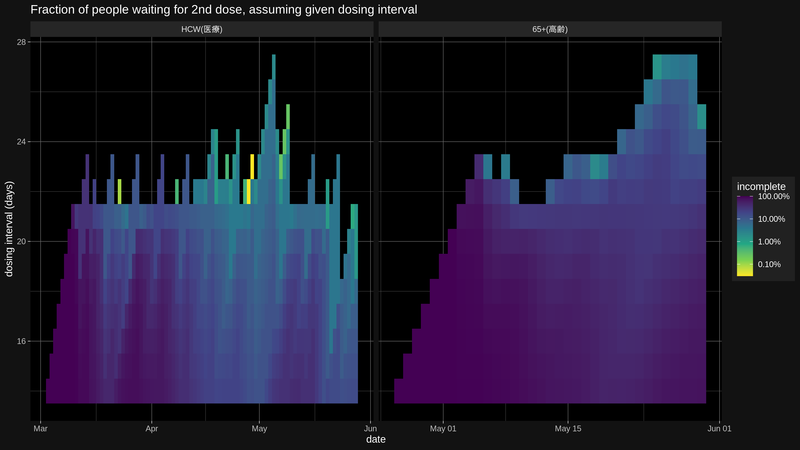 Fraction of people waiting for 2nd dose, assuming given dosing interval
HCW(医療)
65+(高齢)
28
24
20
16
dosing interval (days)
Mar
Apr
May
Jun
May 01
May 15
Jun 01
date
incomplete
100.00%
10.00%
1.00%
0.10%